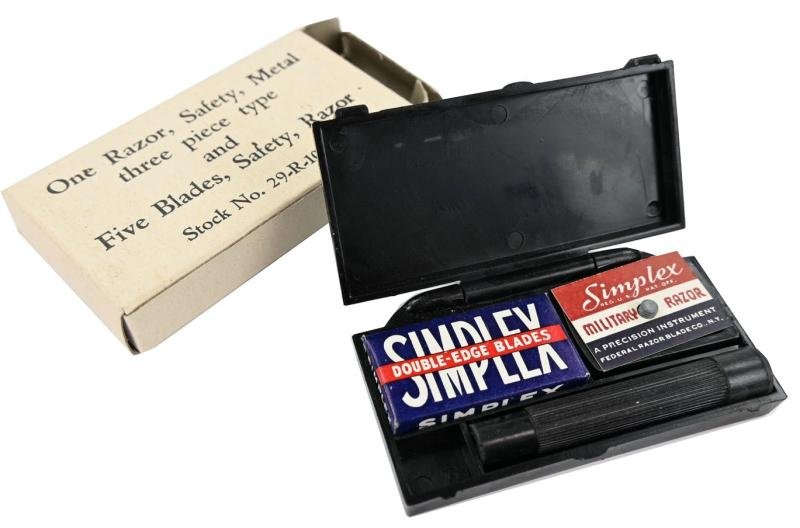 One Razor, Safety, Metal
three piece type
and
Five Blades, Safety, Razor
Stock No. 29-R-10
SIMPLEX
DOUBLE-EDGE BLADES
SIMPLEX
SIMPLEX
Simplex
REG. U.S. PAT. OFF.
MILITARY RAZOR
A PRECISION INSTRUMENT
FEDERAL RAZOR BLADE CO., N.Y.